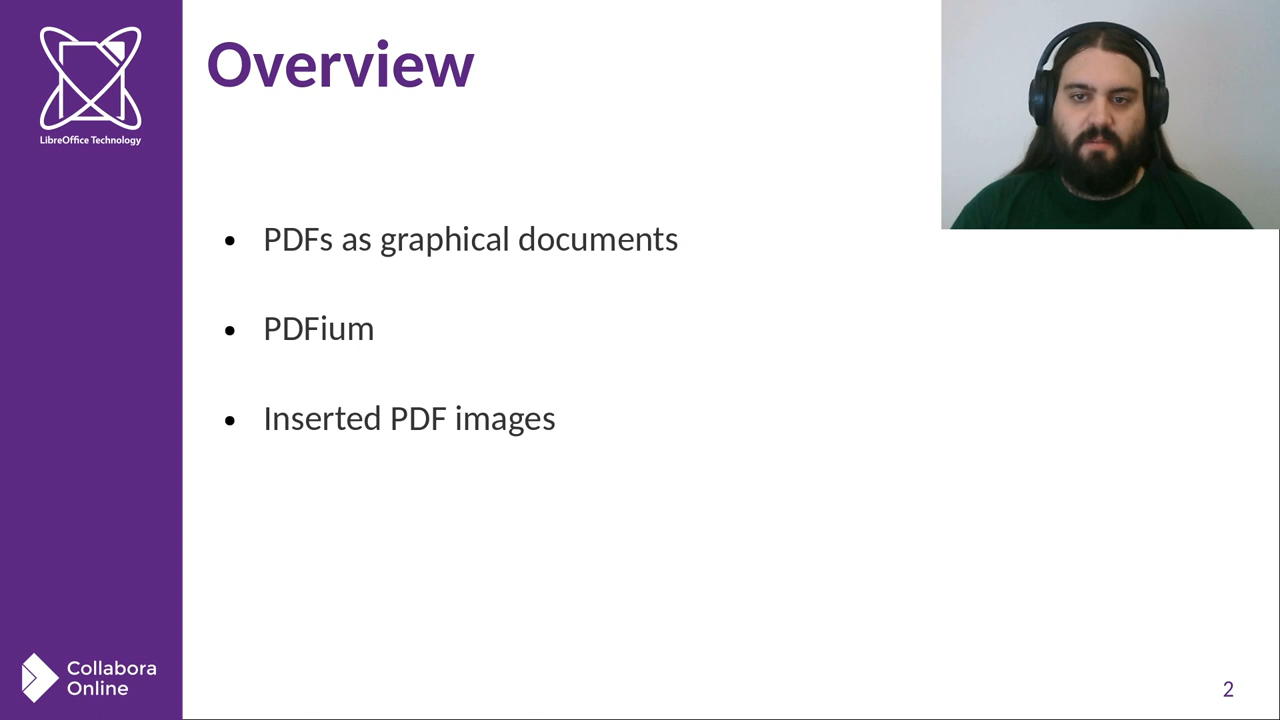 LibreOffice Technology
Overview
• PDFs as graphical documents
• PDFium
• Inserted PDF images
Collabora
Online
2